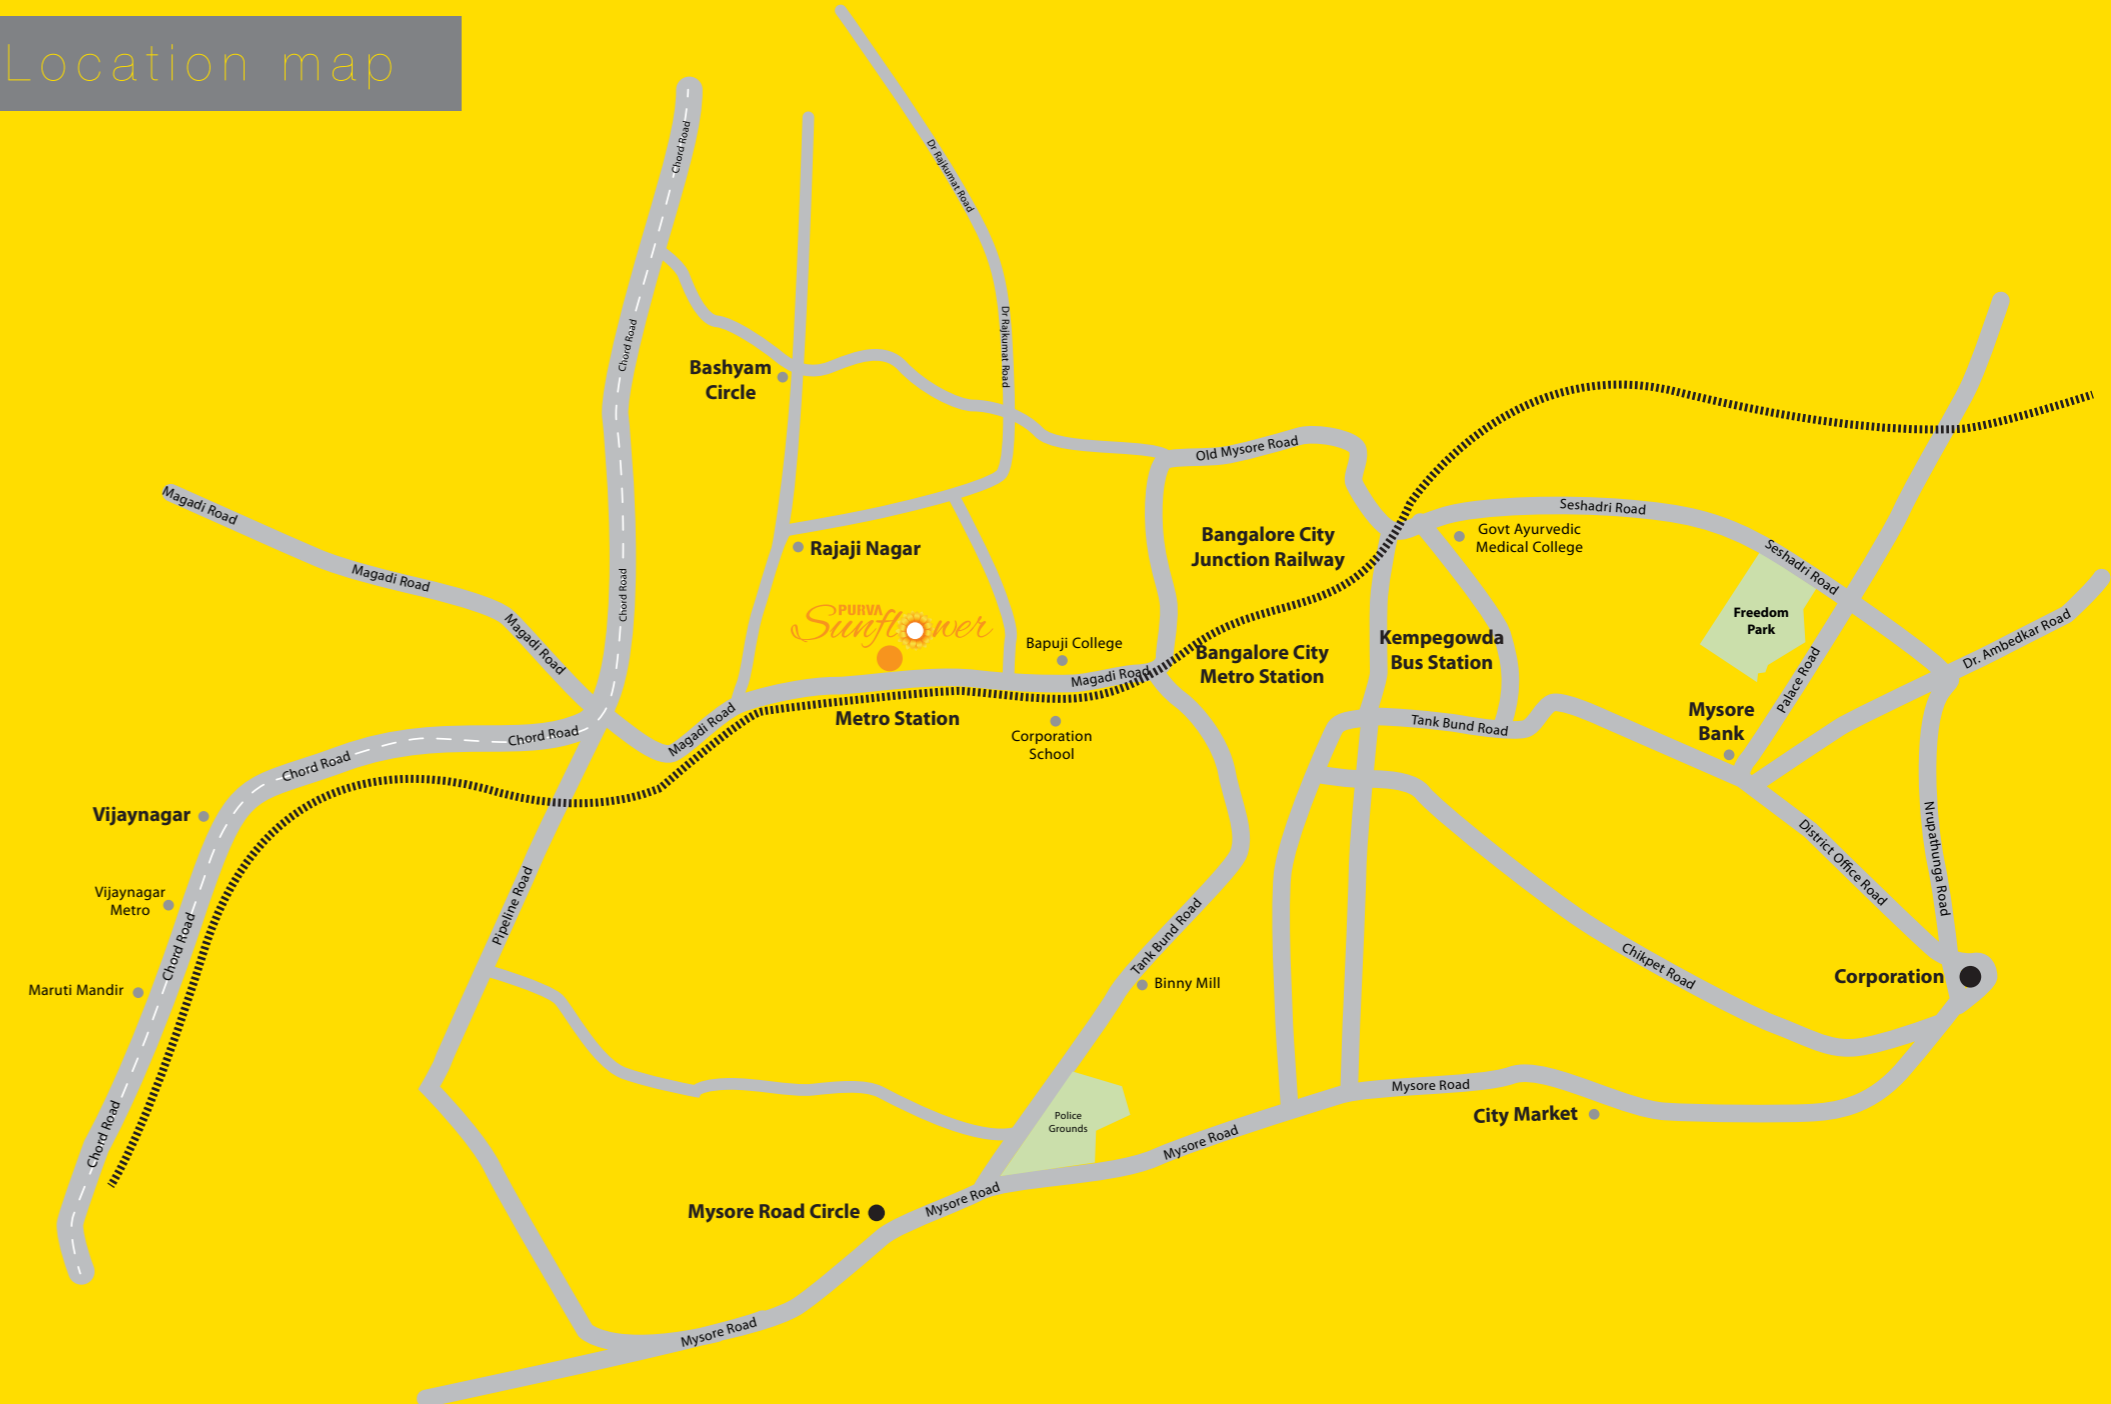 Location map
Chord Road
Dr Rajkumat Road
Chord Road
Dr Rajkumat Road
Bashyam
Circle
Old Mysore Road
Magadi Road
Seshadri Road
Bangalore City
Junction Railway
Govt Ayurvedic
Medical College
Rajaji Nagar
Seshadri Road
Magadi Road
Chord Road
PURVA
Sunflower
Freedom
Park
Magadi Road
Bapuji College
Kempegowda
Bus Station
Dr. Ambedkar Road
Bangalore City
Metro Station
Magadi Road
Palace Road
Metro Station
Magadi Road
Chord Road
Corporation
School
Tank Bund Road
Mysore
Bank
Chord Road
Vijaynagar
District Office Road
Nrupathunga Road
Vijaynagar
Metro
Pipeline Road
Chord Road
Tank Bund Road
Chikpet Road
Maruti Mandir
Binny Mill
Corporation
Mysore Road
City Market
Police
Grounds
Chord Road
Mysore Road
Mysore Road
Mysore Road Circle
Mysore Road